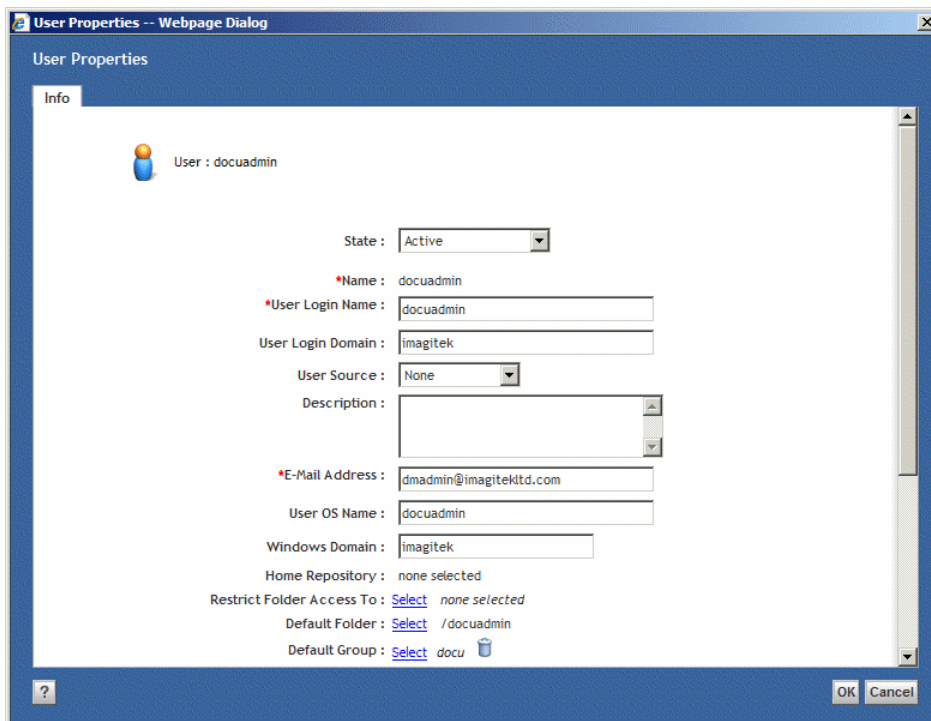 User Properties -- Webpage Dialog
User Properties
Info
User : docuadmin
State : Active
*Name : docuadmin
*User Login Name : docuadmin
User Login Domain : imagitek
User Source : None
Description :
*E-Mail Address : dmadmin@imagitekltd.com
User OS Name : docuadmin
Windows Domain : imagitek
Home Repository : none selected
Restrict Folder Access To : Select none selected
Default Folder : Select /docuadmin
Default Group : Select docu
? OK Cancel